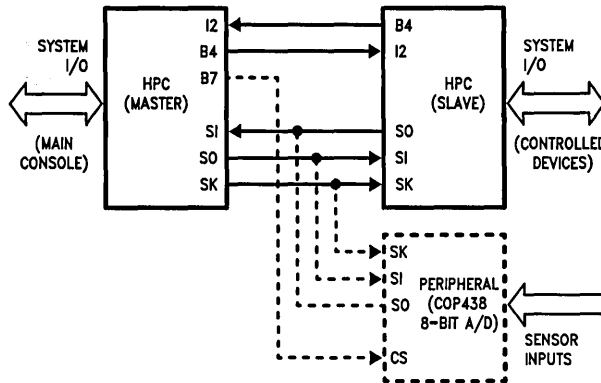 SYSTEM
I/O
(MAIN
CONSOLE)
HPC
(MASTER)
I2
B4
B7
SI
SO
SK
B4
I2
SO
SI
SK
HPC
(SLAVE)
SYSTEM
I/O
(CONTROLLED
DEVICES)
SK
SI
SO
CS
PERIPHERAL
(COP438
8-BIT A/D)
SENSOR
INPUTS